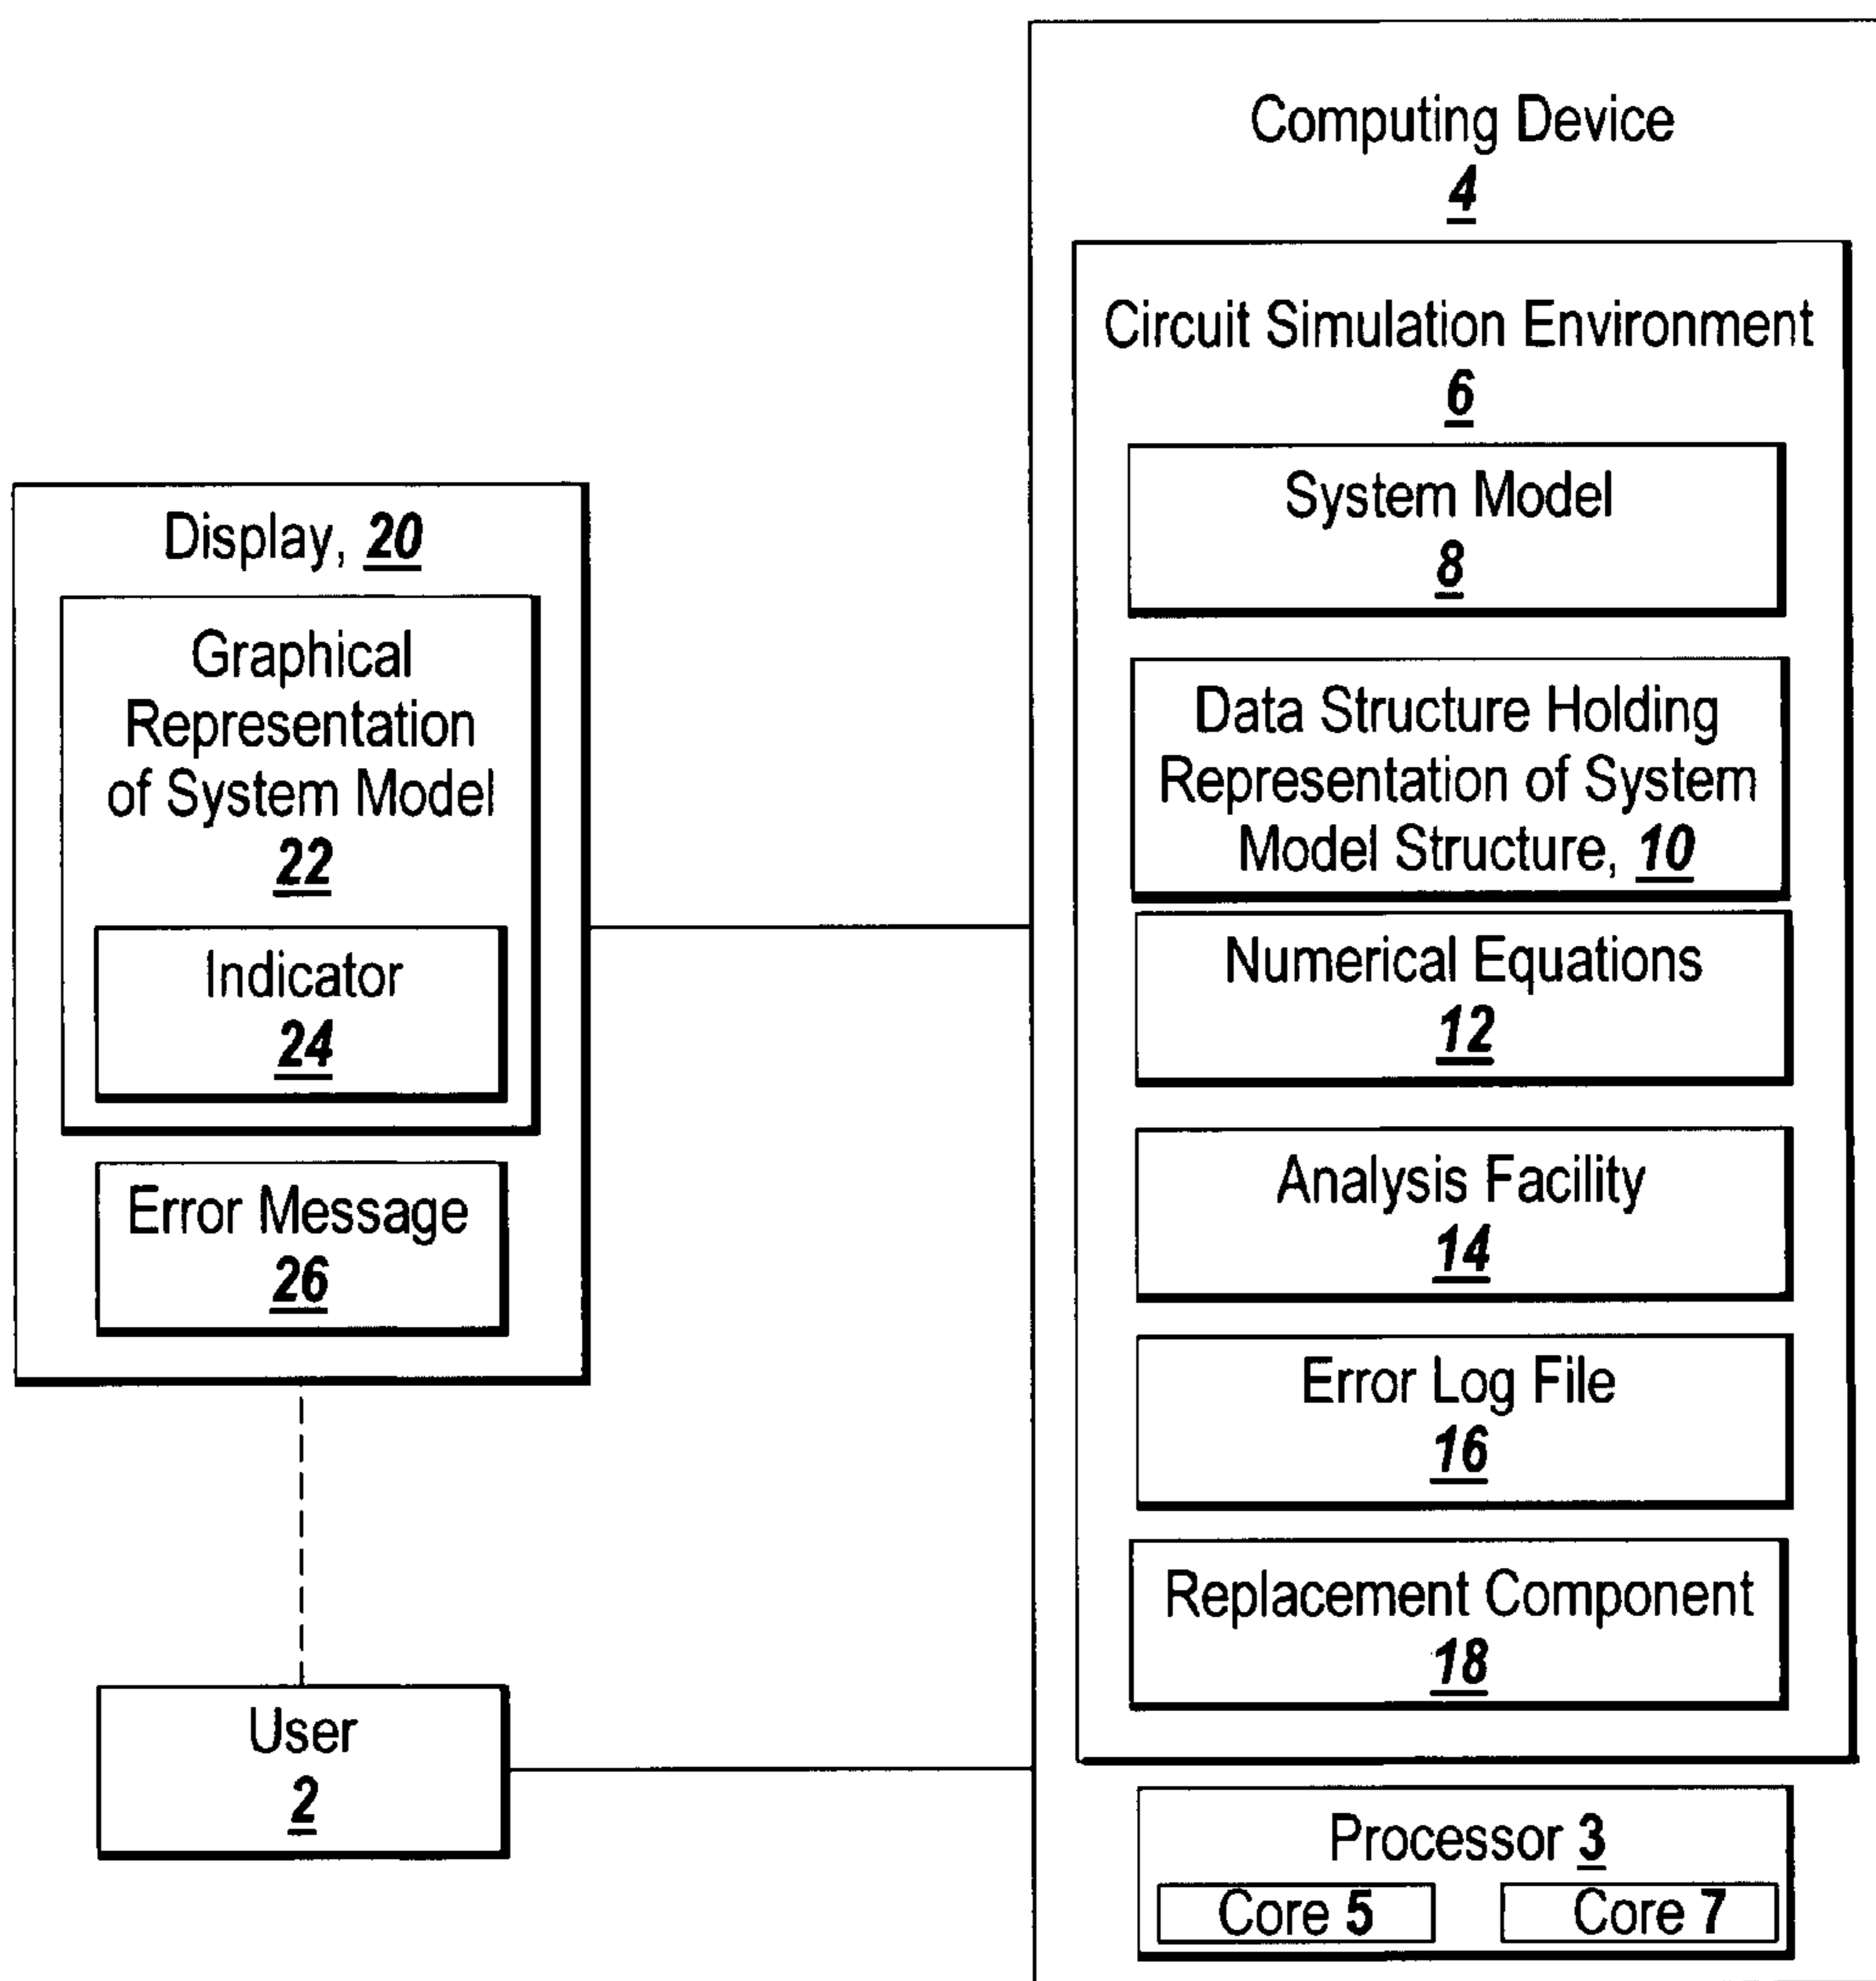 Computing Device
4
Circuit Simulation Environment
6
System Model
8
Data Structure Holding
Representation of System
Model Structure, 10
Numerical Equations
12
Analysis Facility
14
Error Log File
16
Replacement Component
18
Processor 3
Core 5
Core 7
Display, 20
Graphical
Representation
of System Model
22
Indicator
24
Error Message
26
User
2